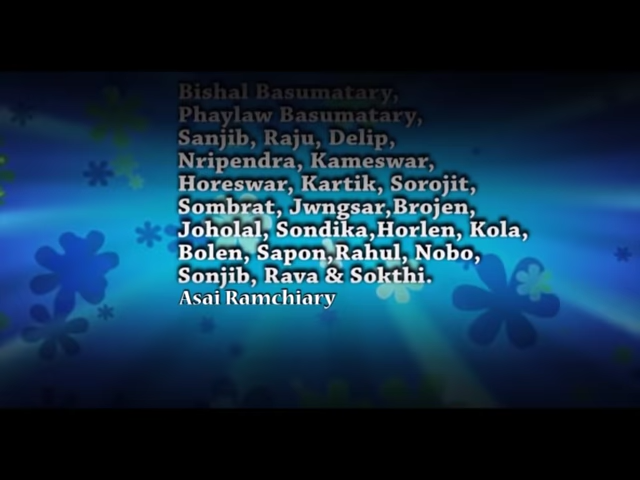 Bishal Basumatary,
Phaylaw Basumatary,
Sanjib, Raju, Delip,
Nripendra, Kameswar,
Horeswar, Kartik, Sorojit,
Sombrat, Jwngsar,Brojen,
Joholal, Sondika,Horlen, Kola,
Bolen, Sapon,Rahul, Nobo,
Sonjib, Rava & Sokthi.
Asai Ramchiary